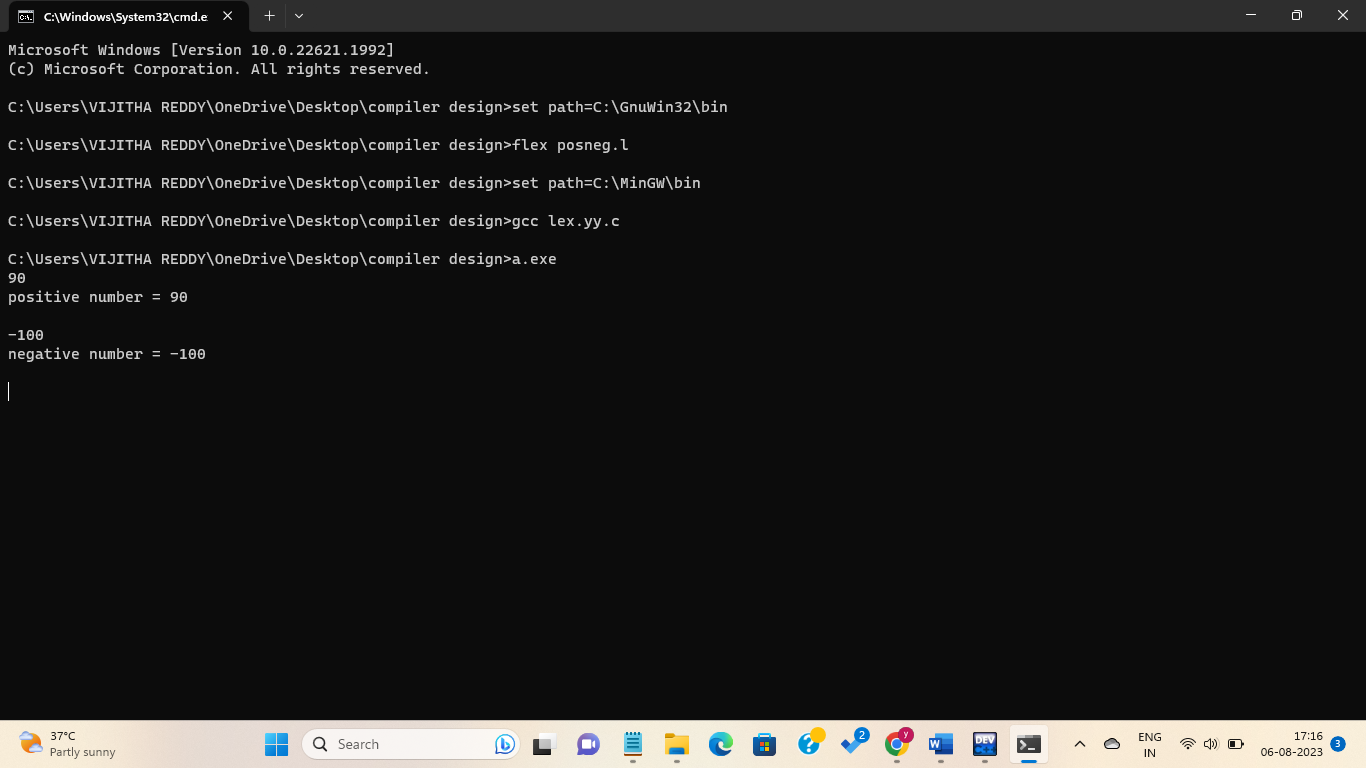 C:\Windows\System32\cmd.e
Microsoft Windows [Version 10.0.22621.1992]
(c) Microsoft Corporation. All rights reserved.
C:\Users\VIJITHA REDDY\OneDrive\Desktop\compiler design>set path=C:\GnuWin32\bin
C:\Users\VIJITHA REDDY\OneDrive\Desktop\compiler design>flex posneg.l
C:\Users\VIJITHA REDDY\OneDrive\Desktop\compiler design>set path=C:\MinGW\bin
C:\Users\VIJITHA REDDY\OneDrive\Desktop\compiler design>gcc lex.yy.c
C:\Users\VIJITHA REDDY\OneDrive\Desktop\compiler design>a.exe
90
positive number = 90
-100
negative number = -100
37°C
Partly sunny
Search
2
y
W
DEV
ENG
IN
17:16
06-08-2023
3